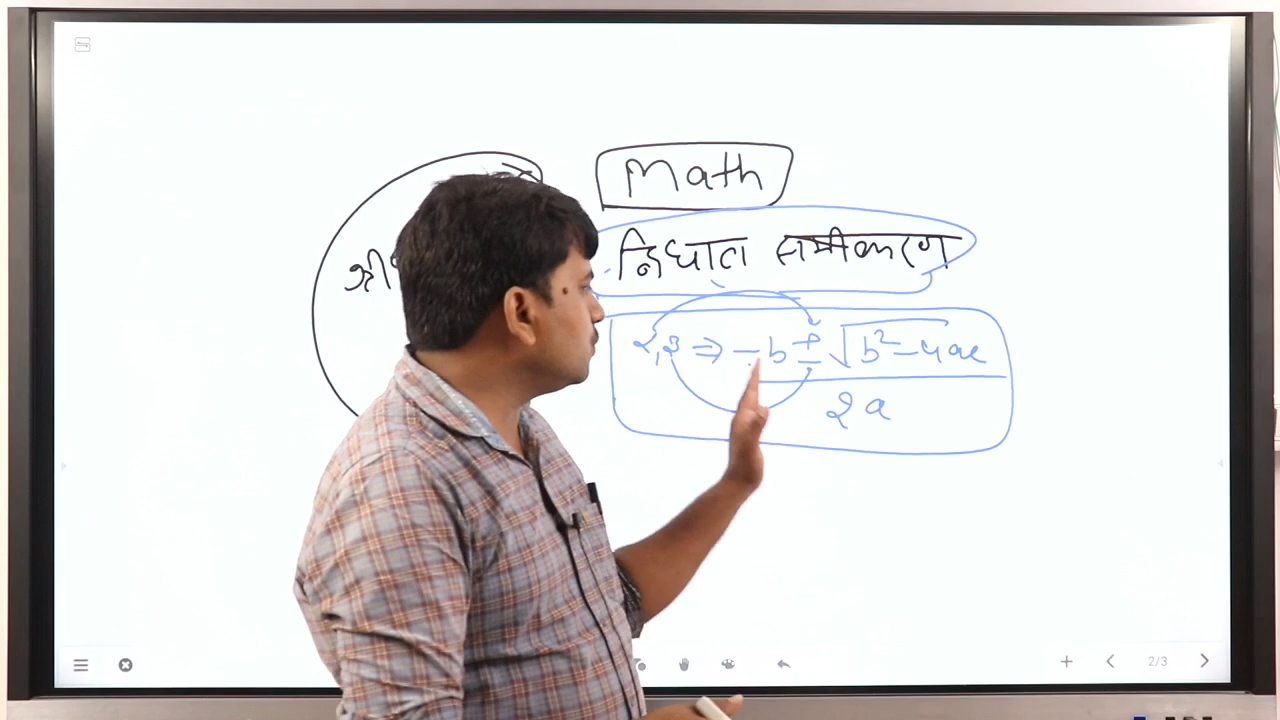 Math
निघात समीकरण
श्री
α, β ⇒ -b ± √b²-4ac
2a
2/3